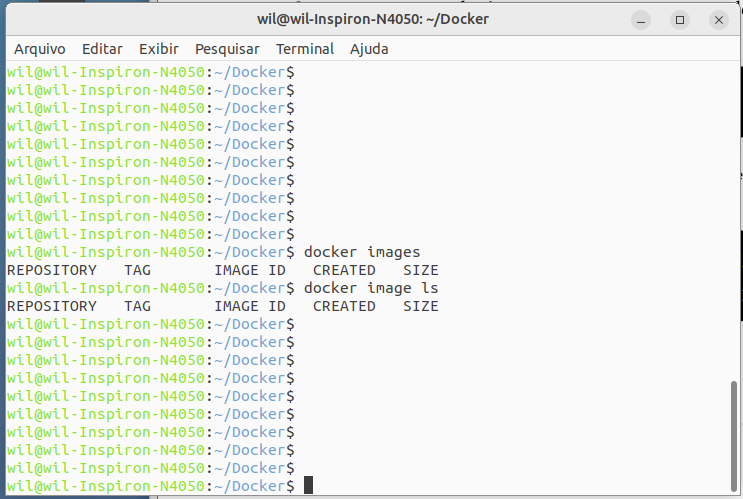 wil@wil-Inspiron-N4050: ~/Docker
Arquivo Editar Exibir Pesquisar Terminal Ajuda
wil@wil-Inspiron-N4050:~/Docker$
wil@wil-Inspiron-N4050:~/Docker$
wil@wil-Inspiron-N4050:~/Docker$
wil@wil-Inspiron-N4050:~/Docker$
wil@wil-Inspiron-N4050:~/Docker$
wil@wil-Inspiron-N4050:~/Docker$
wil@wil-Inspiron-N4050:~/Docker$
wil@wil-Inspiron-N4050:~/Docker$
wil@wil-Inspiron-N4050:~/Docker$
wil@wil-Inspiron-N4050:~/Docker$
wil@wil-Inspiron-N4050:~/Docker$ docker images
REPOSITORY   TAG       IMAGE ID   CREATED   SIZE
wil@wil-Inspiron-N4050:~/Docker$ docker image ls
REPOSITORY   TAG       IMAGE ID   CREATED   SIZE
wil@wil-Inspiron-N4050:~/Docker$
wil@wil-Inspiron-N4050:~/Docker$
wil@wil-Inspiron-N4050:~/Docker$
wil@wil-Inspiron-N4050:~/Docker$
wil@wil-Inspiron-N4050:~/Docker$
wil@wil-Inspiron-N4050:~/Docker$
wil@wil-Inspiron-N4050:~/Docker$
wil@wil-Inspiron-N4050:~/Docker$
wil@wil-Inspiron-N4050:~/Docker$
wil@wil-Inspiron-N4050:~/Docker$